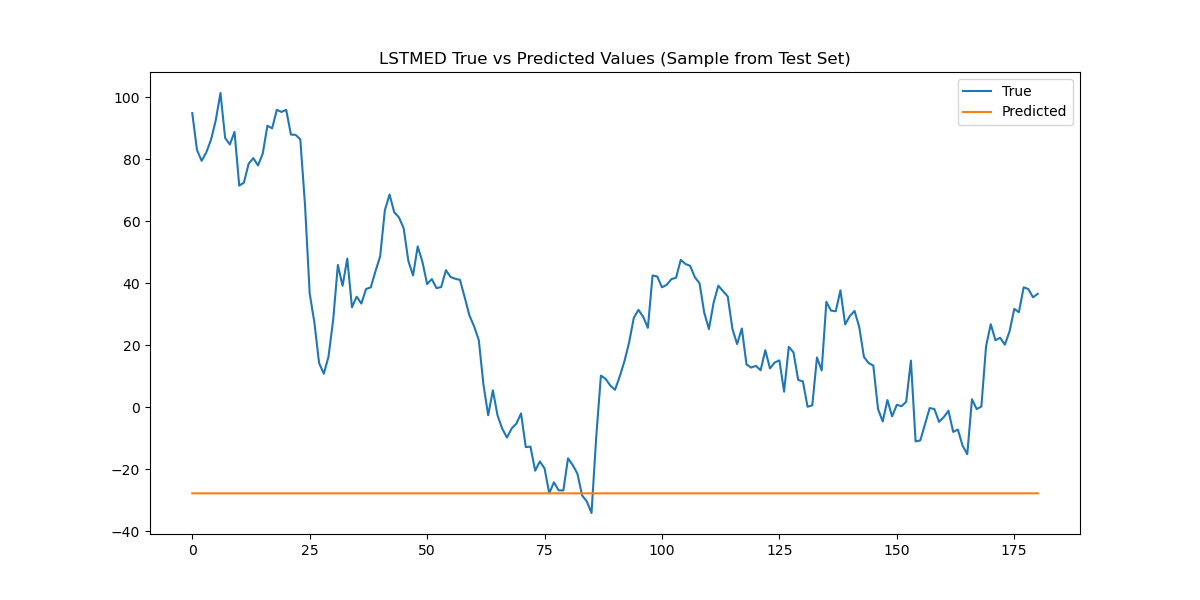 LSTMED True vs Predicted Values (Sample from Test Set)
True
Predicted
100
80
60
40
20
0
−20
−40
0 25 50 75 100 125 150 175